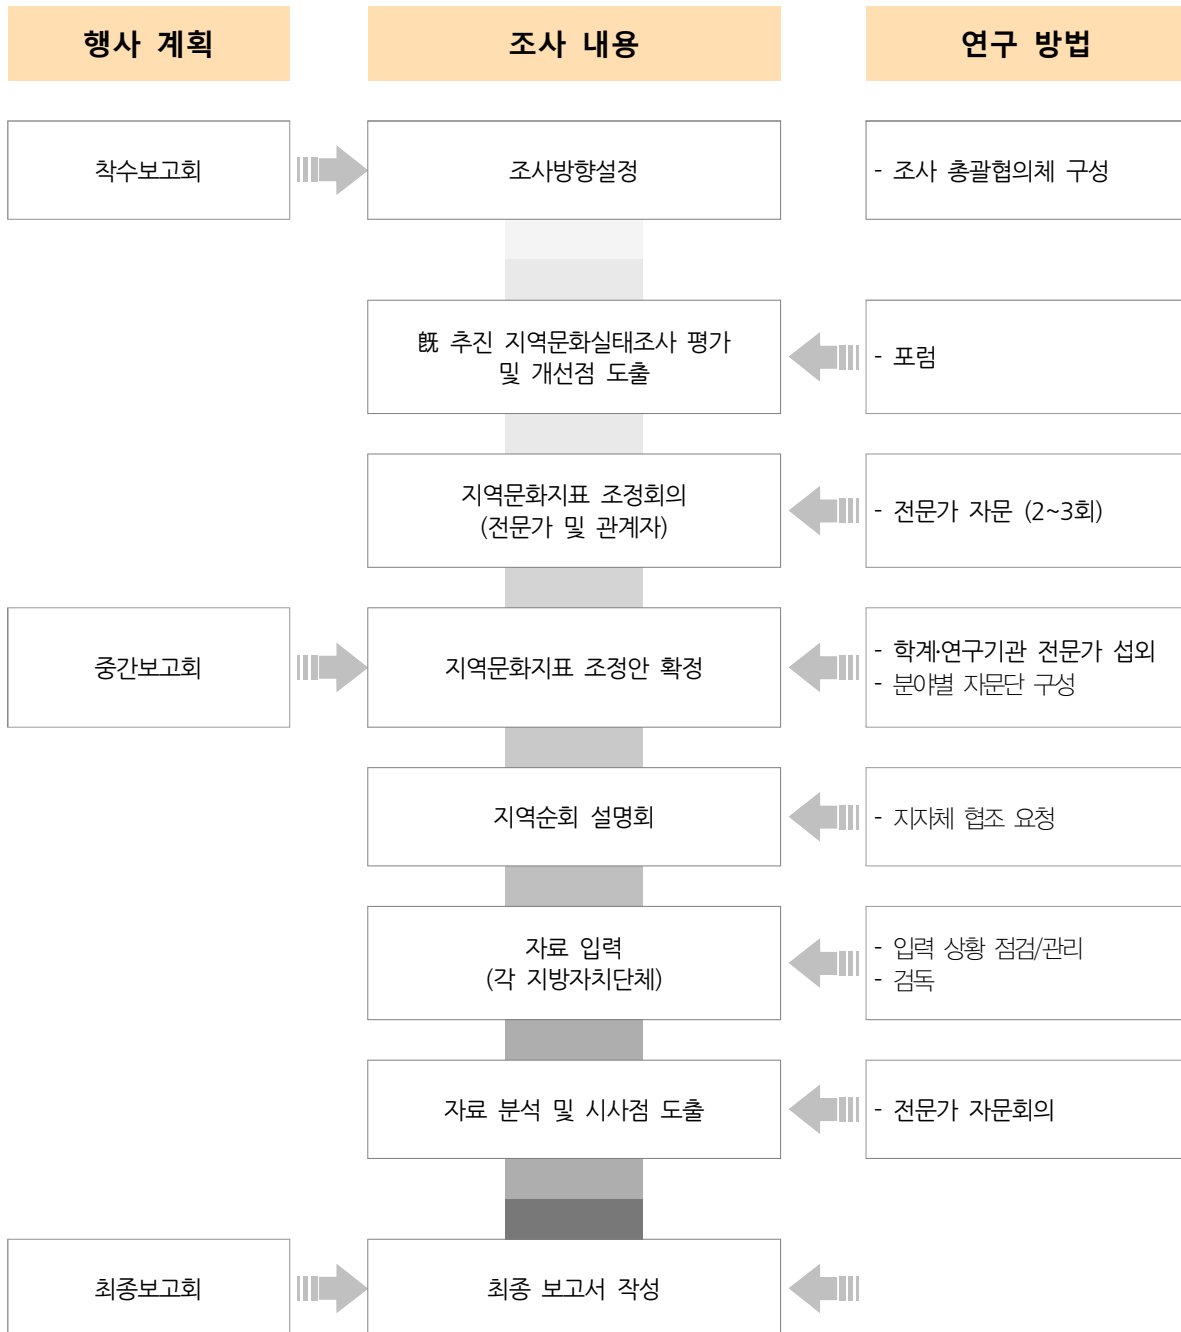 행사 계획
조사 내용
연구 방법
착수보고회
조사방향설정
- 조사 총괄협의체 구성
旣 추진 지역문화실태조사 평가
및 개선점 도출
- 포럼
지역문화지표 조정회의
(전문가 및 관계자)
- 전문가 자문 (2~3회)
중간보고회
지역문화지표 조정안 확정
- 학계·연구기관 전문가 섭외
- 분야별 자문단 구성
지역순회 설명회
- 지자체 협조 요청
자료 입력
(각 지방자치단체)
- 입력 상황 점검/관리
- 검독
자료 분석 및 시사점 도출
- 전문가 자문회의
최종보고회
최종 보고서 작성